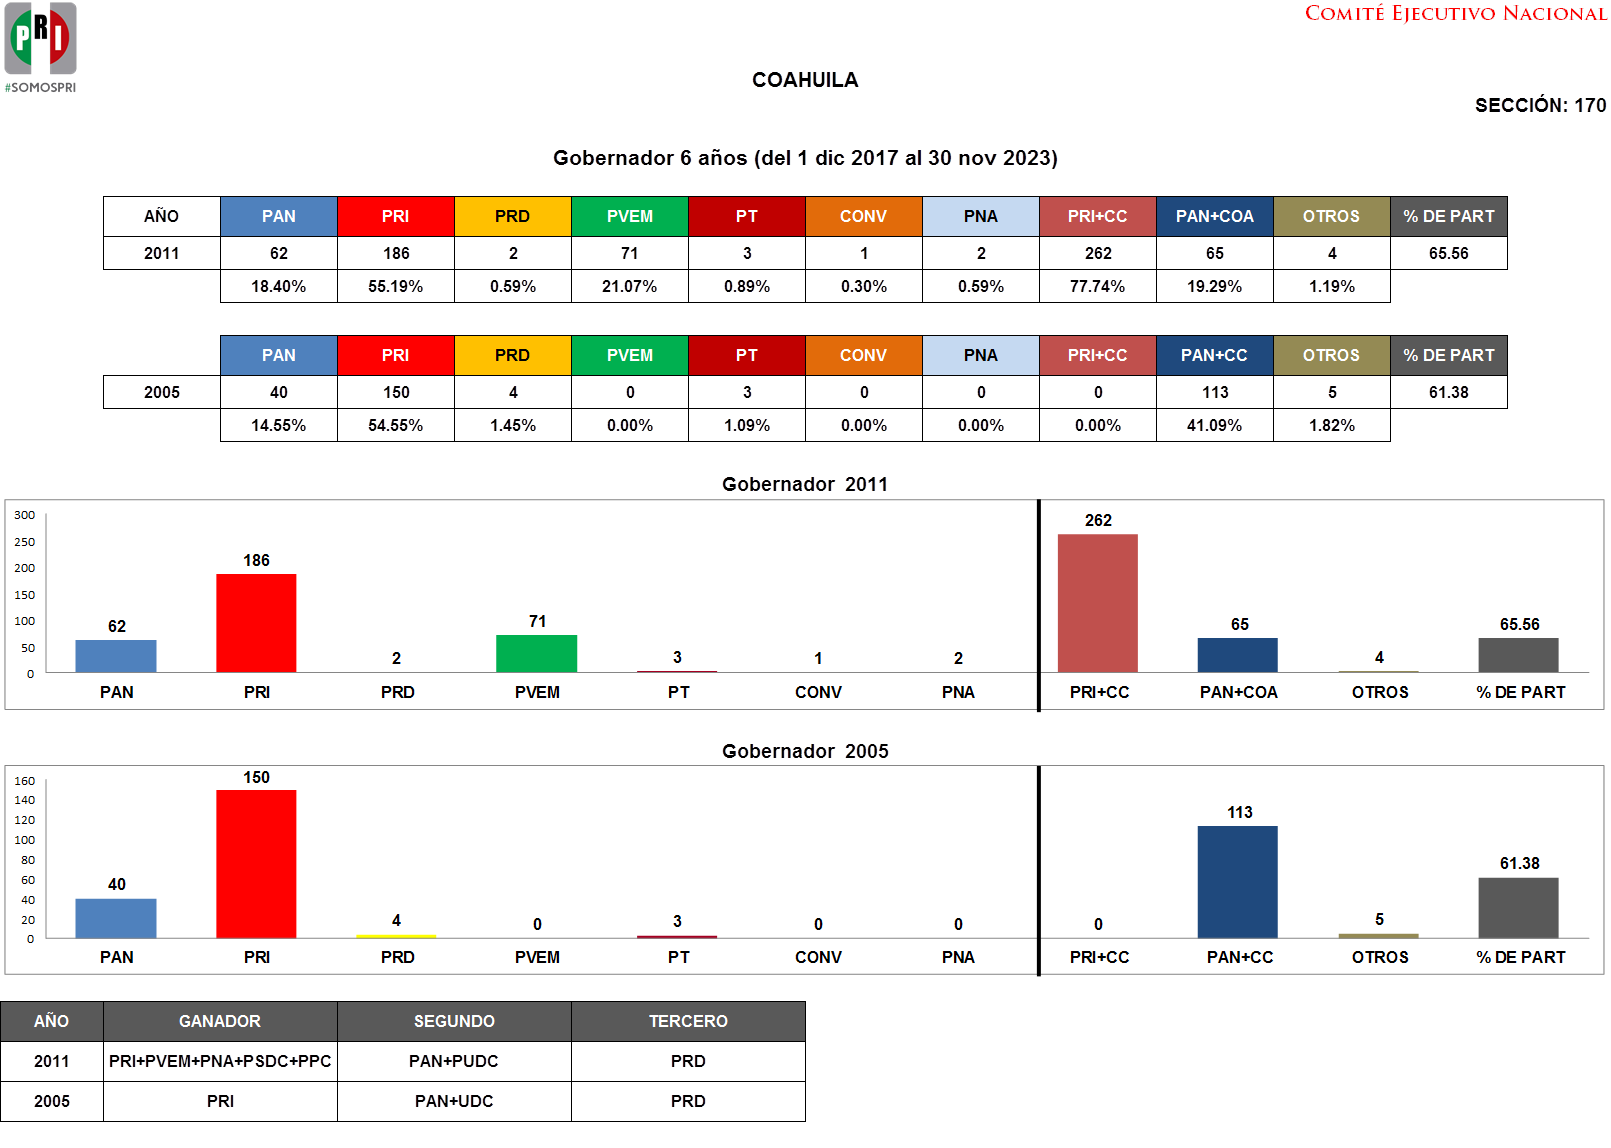 PRI
#SOMOSPRI
COMITÉ EJECUTIVO NACIONAL
COAHUILA
SECCIÓN: 170
Gobernador 6 años (del 1 dic 2017 al 30 nov 2023)
AÑO PAN PRI PRD PVEM PT CONV PNA PRI+CC PAN+COA OTROS % DE PART
2011 62 186 2 71 3 1 2 262 65 4 65.56
18.40% 55.19% 0.59% 21.07% 0.89% 0.30% 0.59% 77.74% 19.29% 1.19%
PAN PRI PRD PVEM PT CONV PNA PRI+CC PAN+CC OTROS % DE PART
2005 40 150 4 0 3 0 0 0 113 5 61.38
14.55% 54.55% 1.45% 0.00% 1.09% 0.00% 0.00% 0.00% 41.09% 1.82%
Gobernador 2011
300
250
200
150
100
50
0
62 186 2 71 3 1 2 262 65 4 65.56
PAN PRI PRD PVEM PT CONV PNA PRI+CC PAN+COA OTROS % DE PART
Gobernador 2005
160
140
120
100
80
60
40
20
0
40 150 4 0 3 0 0 0 113 5 61.38
PAN PRI PRD PVEM PT CONV PNA PRI+CC PAN+CC OTROS % DE PART
AÑO GANADOR SEGUNDO TERCERO
2011 PRI+PVEM+PNA+PSDC+PPC PAN+PUDC PRD
2005 PRI PAN+UDC PRD